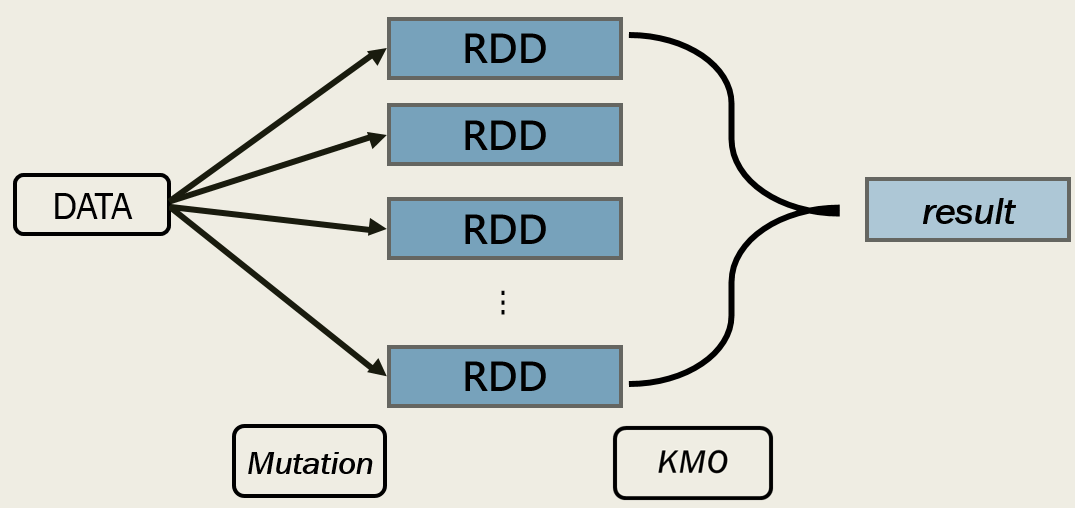 RDD
RDD
DATA
RDD
result
⋮
RDD
Mutation
KMO